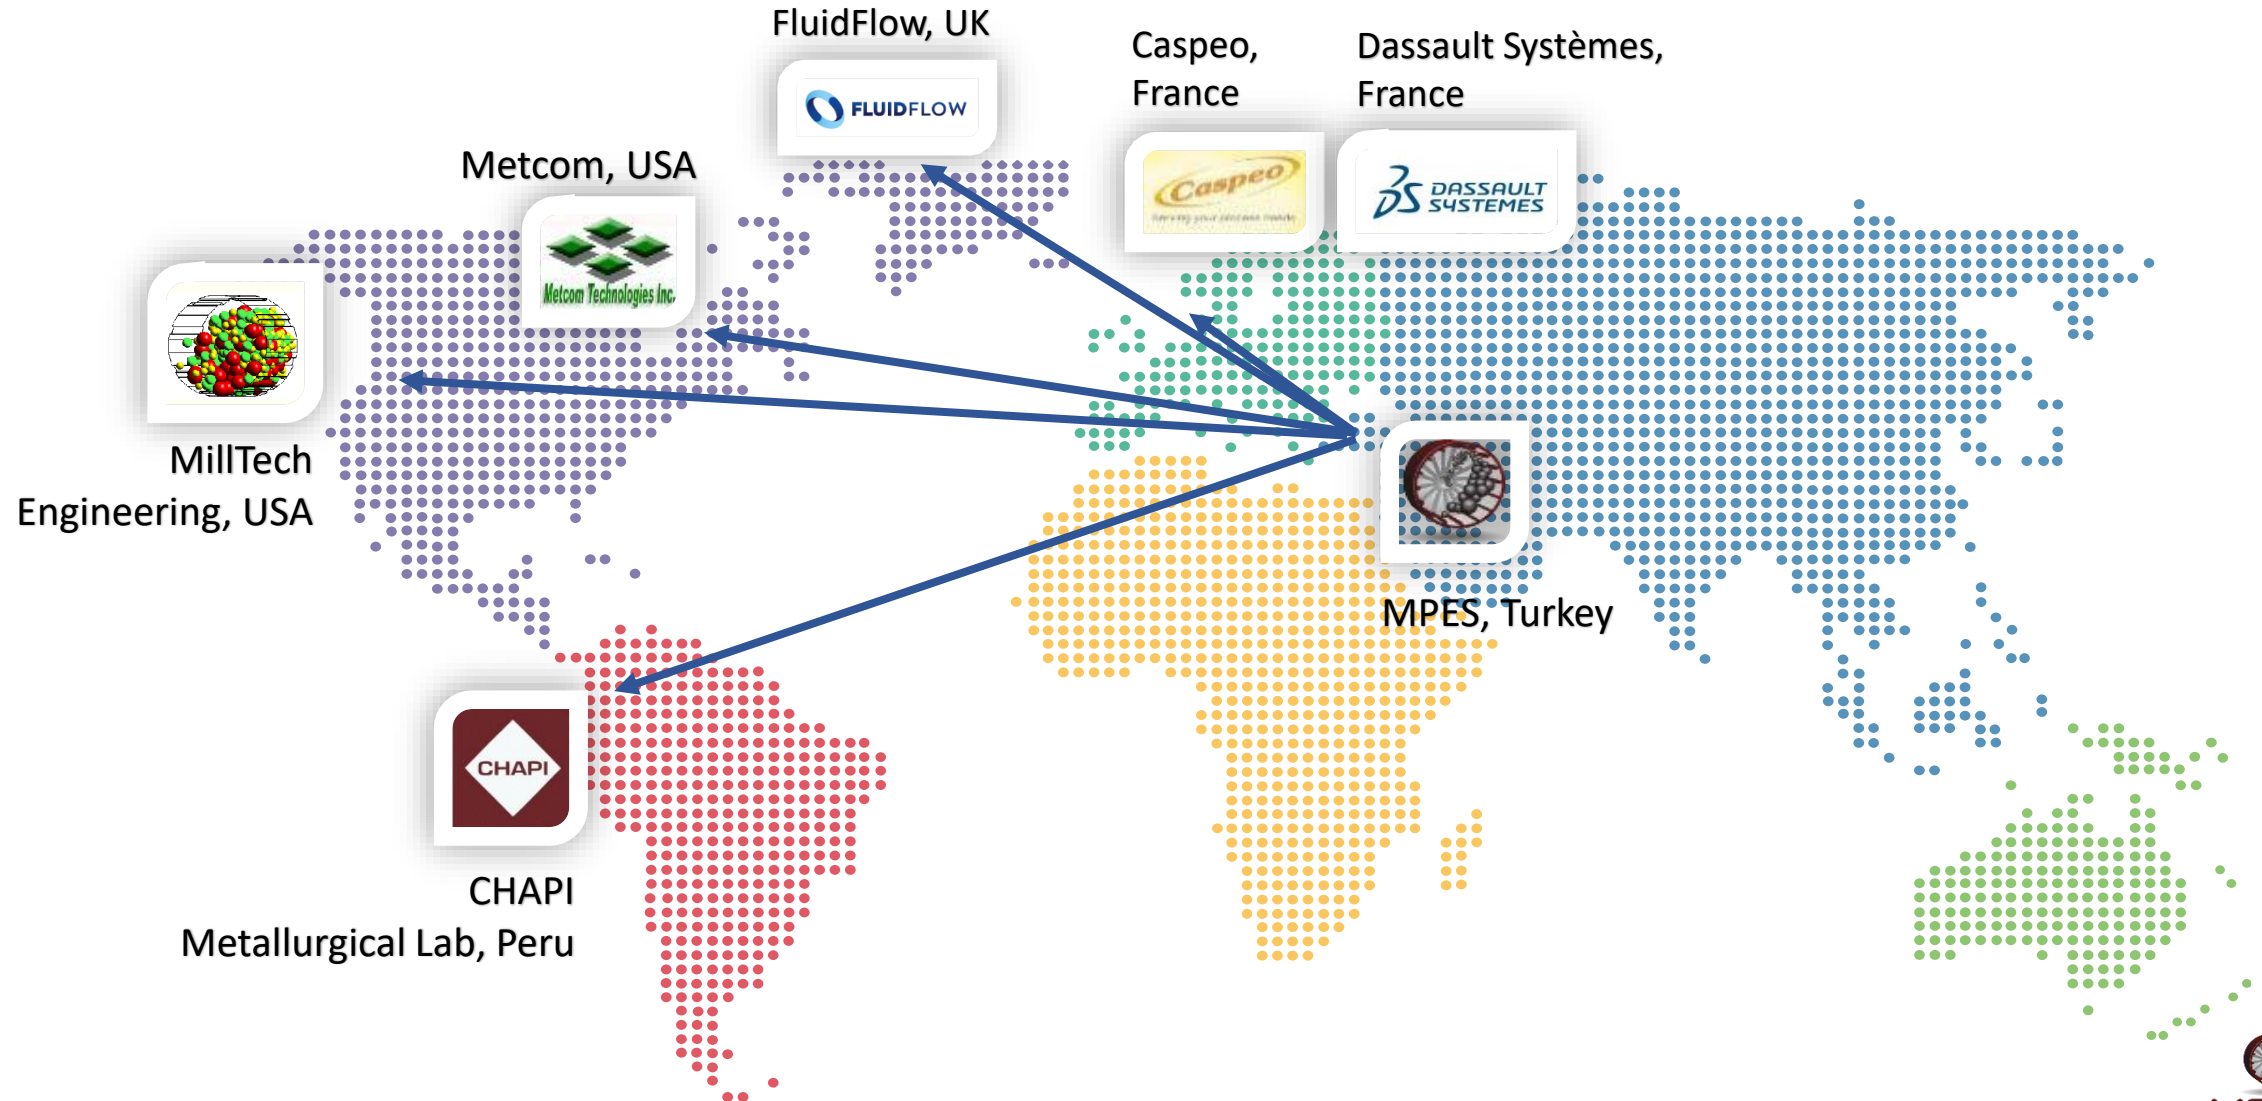 FluidFlow, UK
FLUIDFLOW
Caspeo,
France
Caspeo
Dassault Systèmes,
France
DASSAULT
SYSTEMES
Metcom, USA
Metcom Technologies Inc.
MillTech
Engineering, USA
MPES, Turkey
CHAPI
CHAPI
Metallurgical Lab, Peru